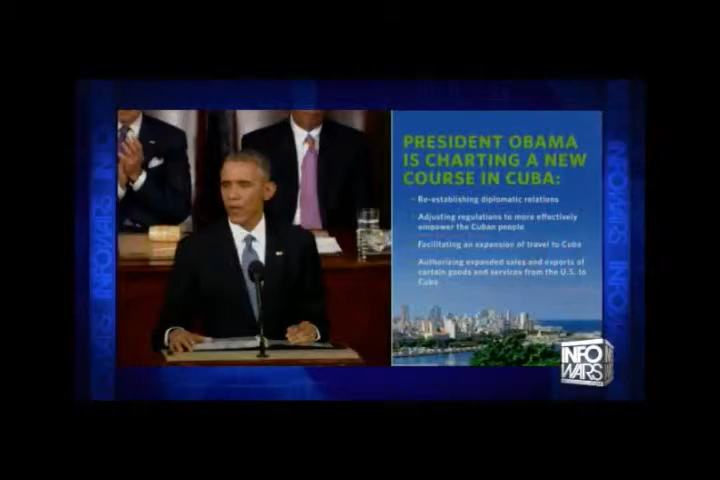 PRESIDENT OBAMA
IS CHARTING A NEW
COURSE IN CUBA:
Re-establishing diplomatic relations
Adjusting regulations to more effectively
empower the Cuban people
Facilitating an expansion of travel to Cuba
Authorizing expanded sales and exports of
certain goods and services from the U.S. to
Cuba
INFO
WARS
INFOWARS
INFOWARS